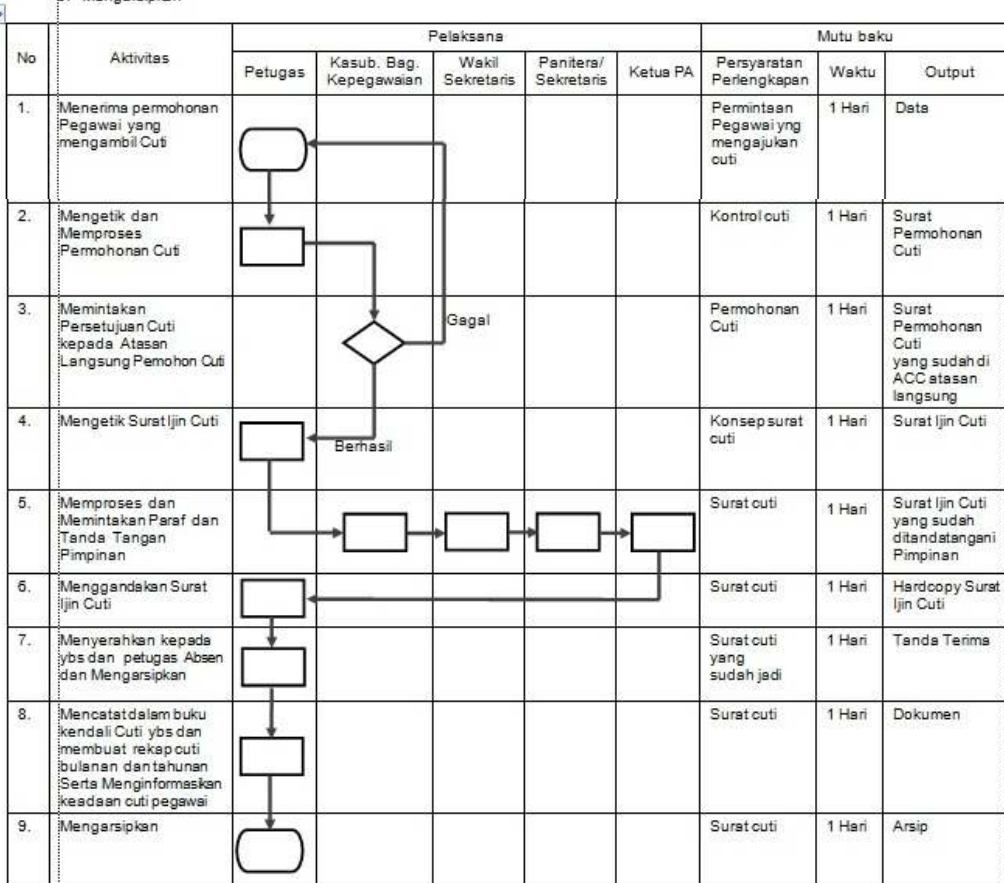 No
Aktivitas
Pelaksana
Mutu baku
Petugas
Kasub. Bag.
Kepegawaian
Wakil
Sekretaris
Panitera/
Sekretaris
Ketua PA
Persyaratan
Perlengkapan
Waktu
Output
1.
Menerima permohonan
Pegawai yang
mengambil Cuti
Permintaan
Pegawai yng
mengajukan
cuti
1 Hari
Data
2.
Mengetik dan
Memproses
Permohonan Cuti
Kontrol cuti
1 Hari
Surat
Permohonan
Cuti
3.
Memintakan
Persetujuan Cuti
kepada Atasan
Langsung Pemohon Cuti
Gagal
Permohonan
Cuti
1 Hari
Surat
Permohonan
Cuti
yang sudah di
ACC atasan
langsung
4.
Mengetik Surat Ijin Cuti
Berhasil
Konsep surat
cuti
1 Hari
Surat Ijin Cuti
5.
Memproses dan
Memintakan Paraf dan
Tanda Tangan
Pimpinan
Surat cuti
1 Hari
Surat Ijin Cuti
yang sudah
ditandatangani
Pimpinan
6.
Menggandakan Surat
Ijin Cuti
Surat cuti
1 Hari
Hardcopy Surat
Ijin Cuti
7.
Menyerahkan kepada
ybs dan petugas Absen
dan Mengarsipkan
Surat cuti
yang
sudah jadi
1 Hari
Tanda Terima
8.
Mencatat dalam buku
kendali Cuti ybs dan
membuat rekap cuti
bulanan dan tahunan
Serta Menginformasikan
keadaan cuti pegawai
Surat cuti
1 Hari
Dokumen
9.
Mengarsipkan
Surat cuti
1 Hari
Arsip